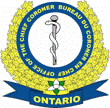 OFFICE OF THE CHIEF CORONER BUREAU DU CORONER EN CHEF
ONTARIO